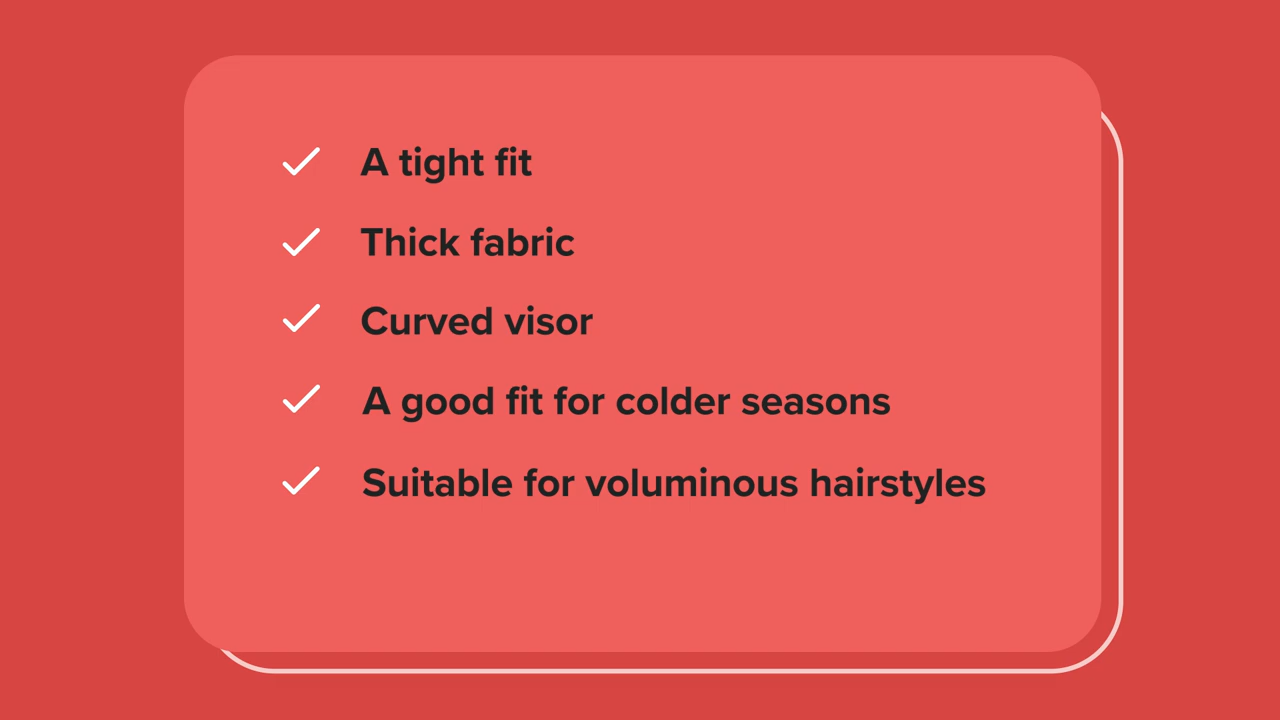 A tight fit
Thick fabric
Curved visor
A good fit for colder seasons
Suitable for voluminous hairstyles